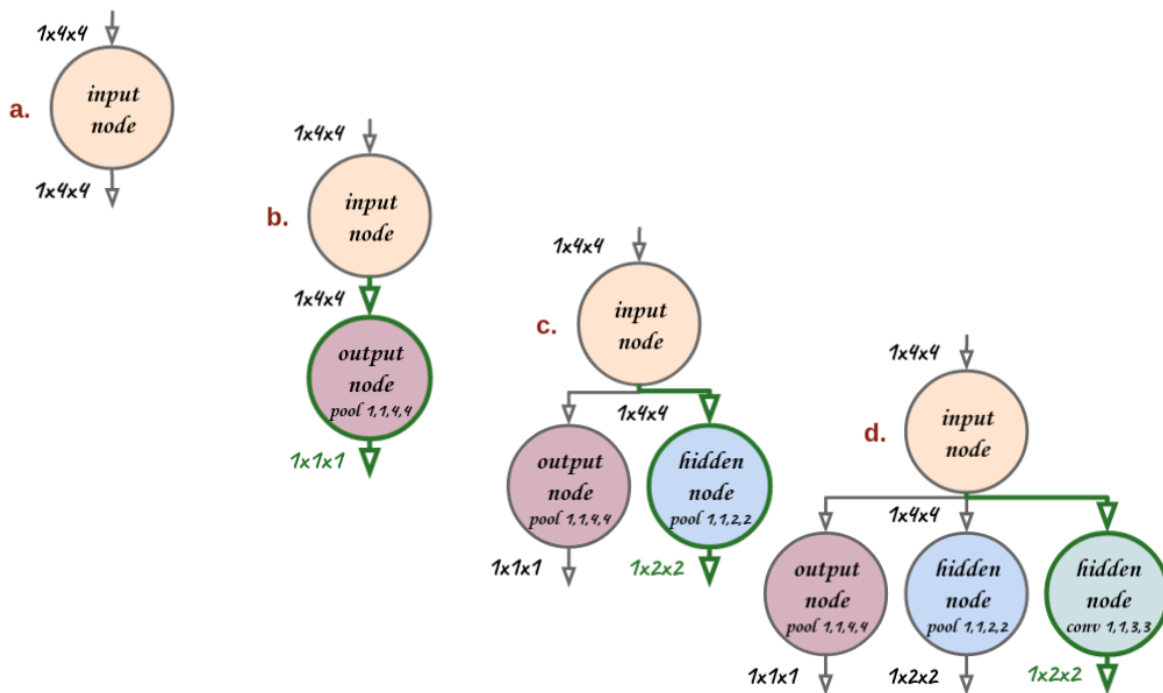 1x4x4
a.
input
node
1x4x4
1x4x4
b.
input
node
1x4x4
output
node
pool 1,1,4,4
1x1x1
1x4x4
c.
input
node
1x4x4
output
node
pool 1,1,4,4
1x1x1
hidden
node
pool 1,1,2,2
1x2x2
1x4x4
d.
input
node
1x4x4
output
node
pool 1,1,4,4
1x1x1
hidden
node
pool 1,1,2,2
1x2x2
hidden
node
conv 1,1,3,3
1x2x2